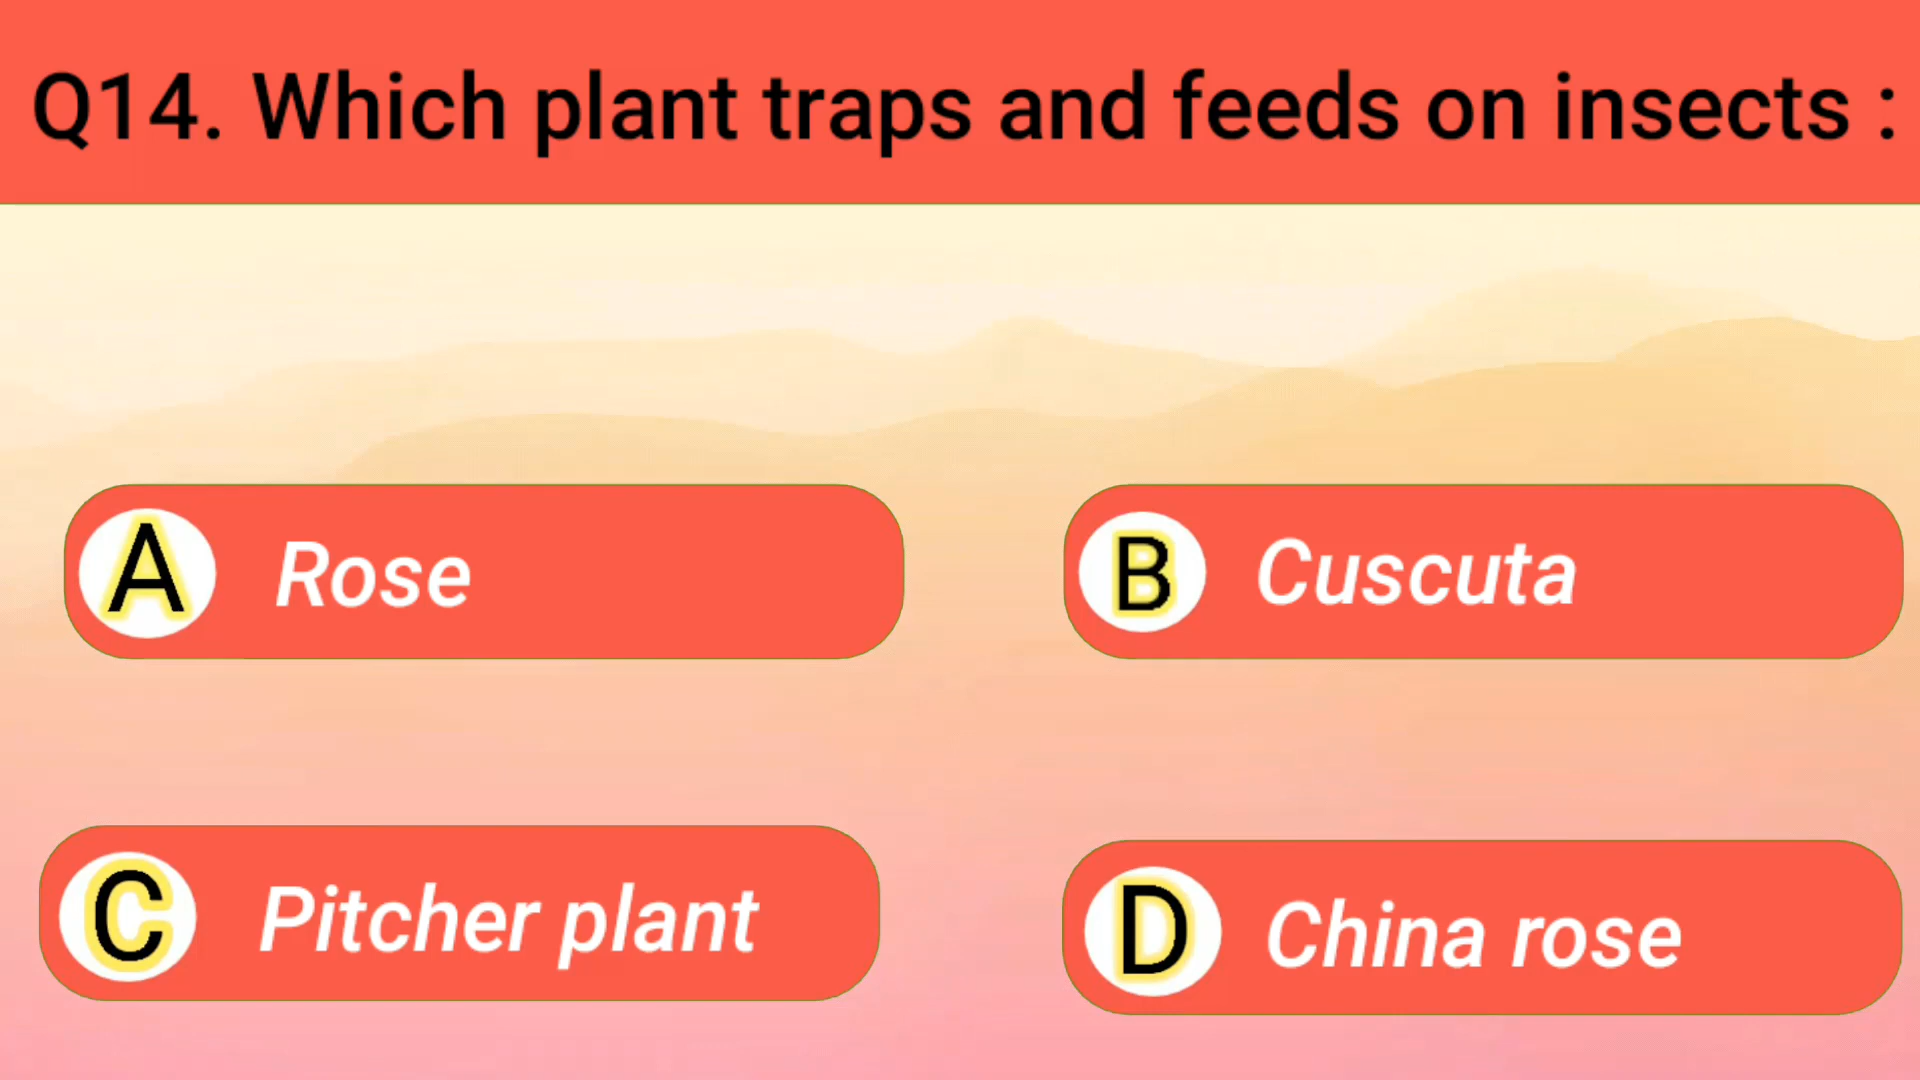 Q14. Which plant traps and feeds on insects :
A Rose
B Cuscuta
C Pitcher plant
D China rose